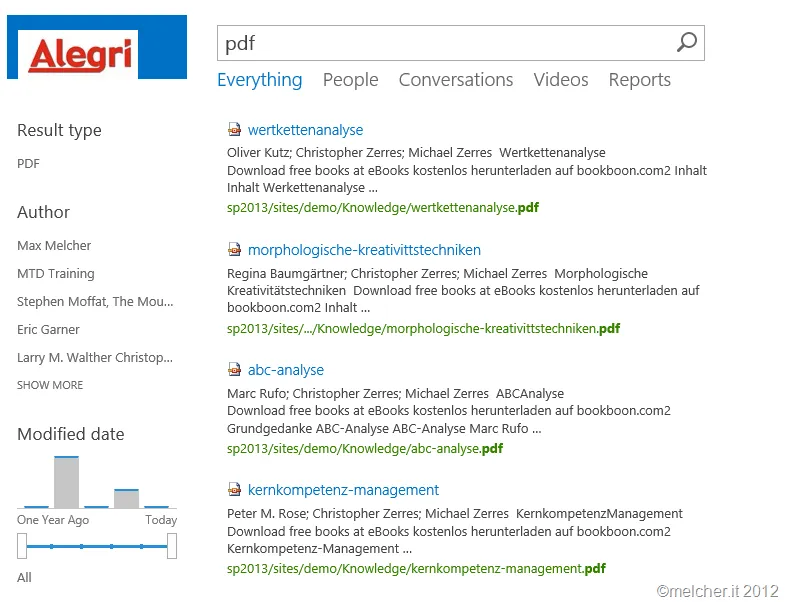 Alegri
pdf
Everything People Conversations Videos Reports
Result type
PDF
Author
Max Melcher
MTD Training
Stephen Moffat, The Mou...
Eric Garner
Larry M. Walther Christop...
SHOW MORE
Modified date
One Year Ago Today
All
wertkettenanalyse
Oliver Kutz; Christopher Zerres; Michael Zerres Wertkettenanalyse
Download free books at eBooks kostenlos herunterladen auf bookboon.com2 Inhalt
Inhalt Werkettenanalyse ...
sp2013/sites/demo/Knowledge/wertkettenanalyse.pdf
morphologische-kreativittstechniken
Regina Baumgärtner; Christopher Zerres; Michael Zerres Morphologische
Kreativitätstechniken Download free books at eBooks kostenlos herunterladen auf
bookboon.com2 Inhalt ...
sp2013/sites/.../Knowledge/morphologische-kreativittstechniken.pdf
abc-analyse
Marc Rufo; Christopher Zerres; Michael Zerres ABCAnalyse
Download free books at eBooks kostenlos herunterladen auf bookboon.com2
Grundgedanke ABC-Analyse ABC-Analyse Marc Rufo ...
sp2013/sites/demo/Knowledge/abc-analyse.pdf
kernkompetenz-management
Peter M. Rose; Christopher Zerres; Michael Zerres KernkompetenzManagement
Download free books at eBooks kostenlos herunterladen auf bookboon.com2
Kernkompetenz-Management ...
sp2013/sites/demo/Knowledge/kernkompetenz-management.pdf
©melcher.it 2012